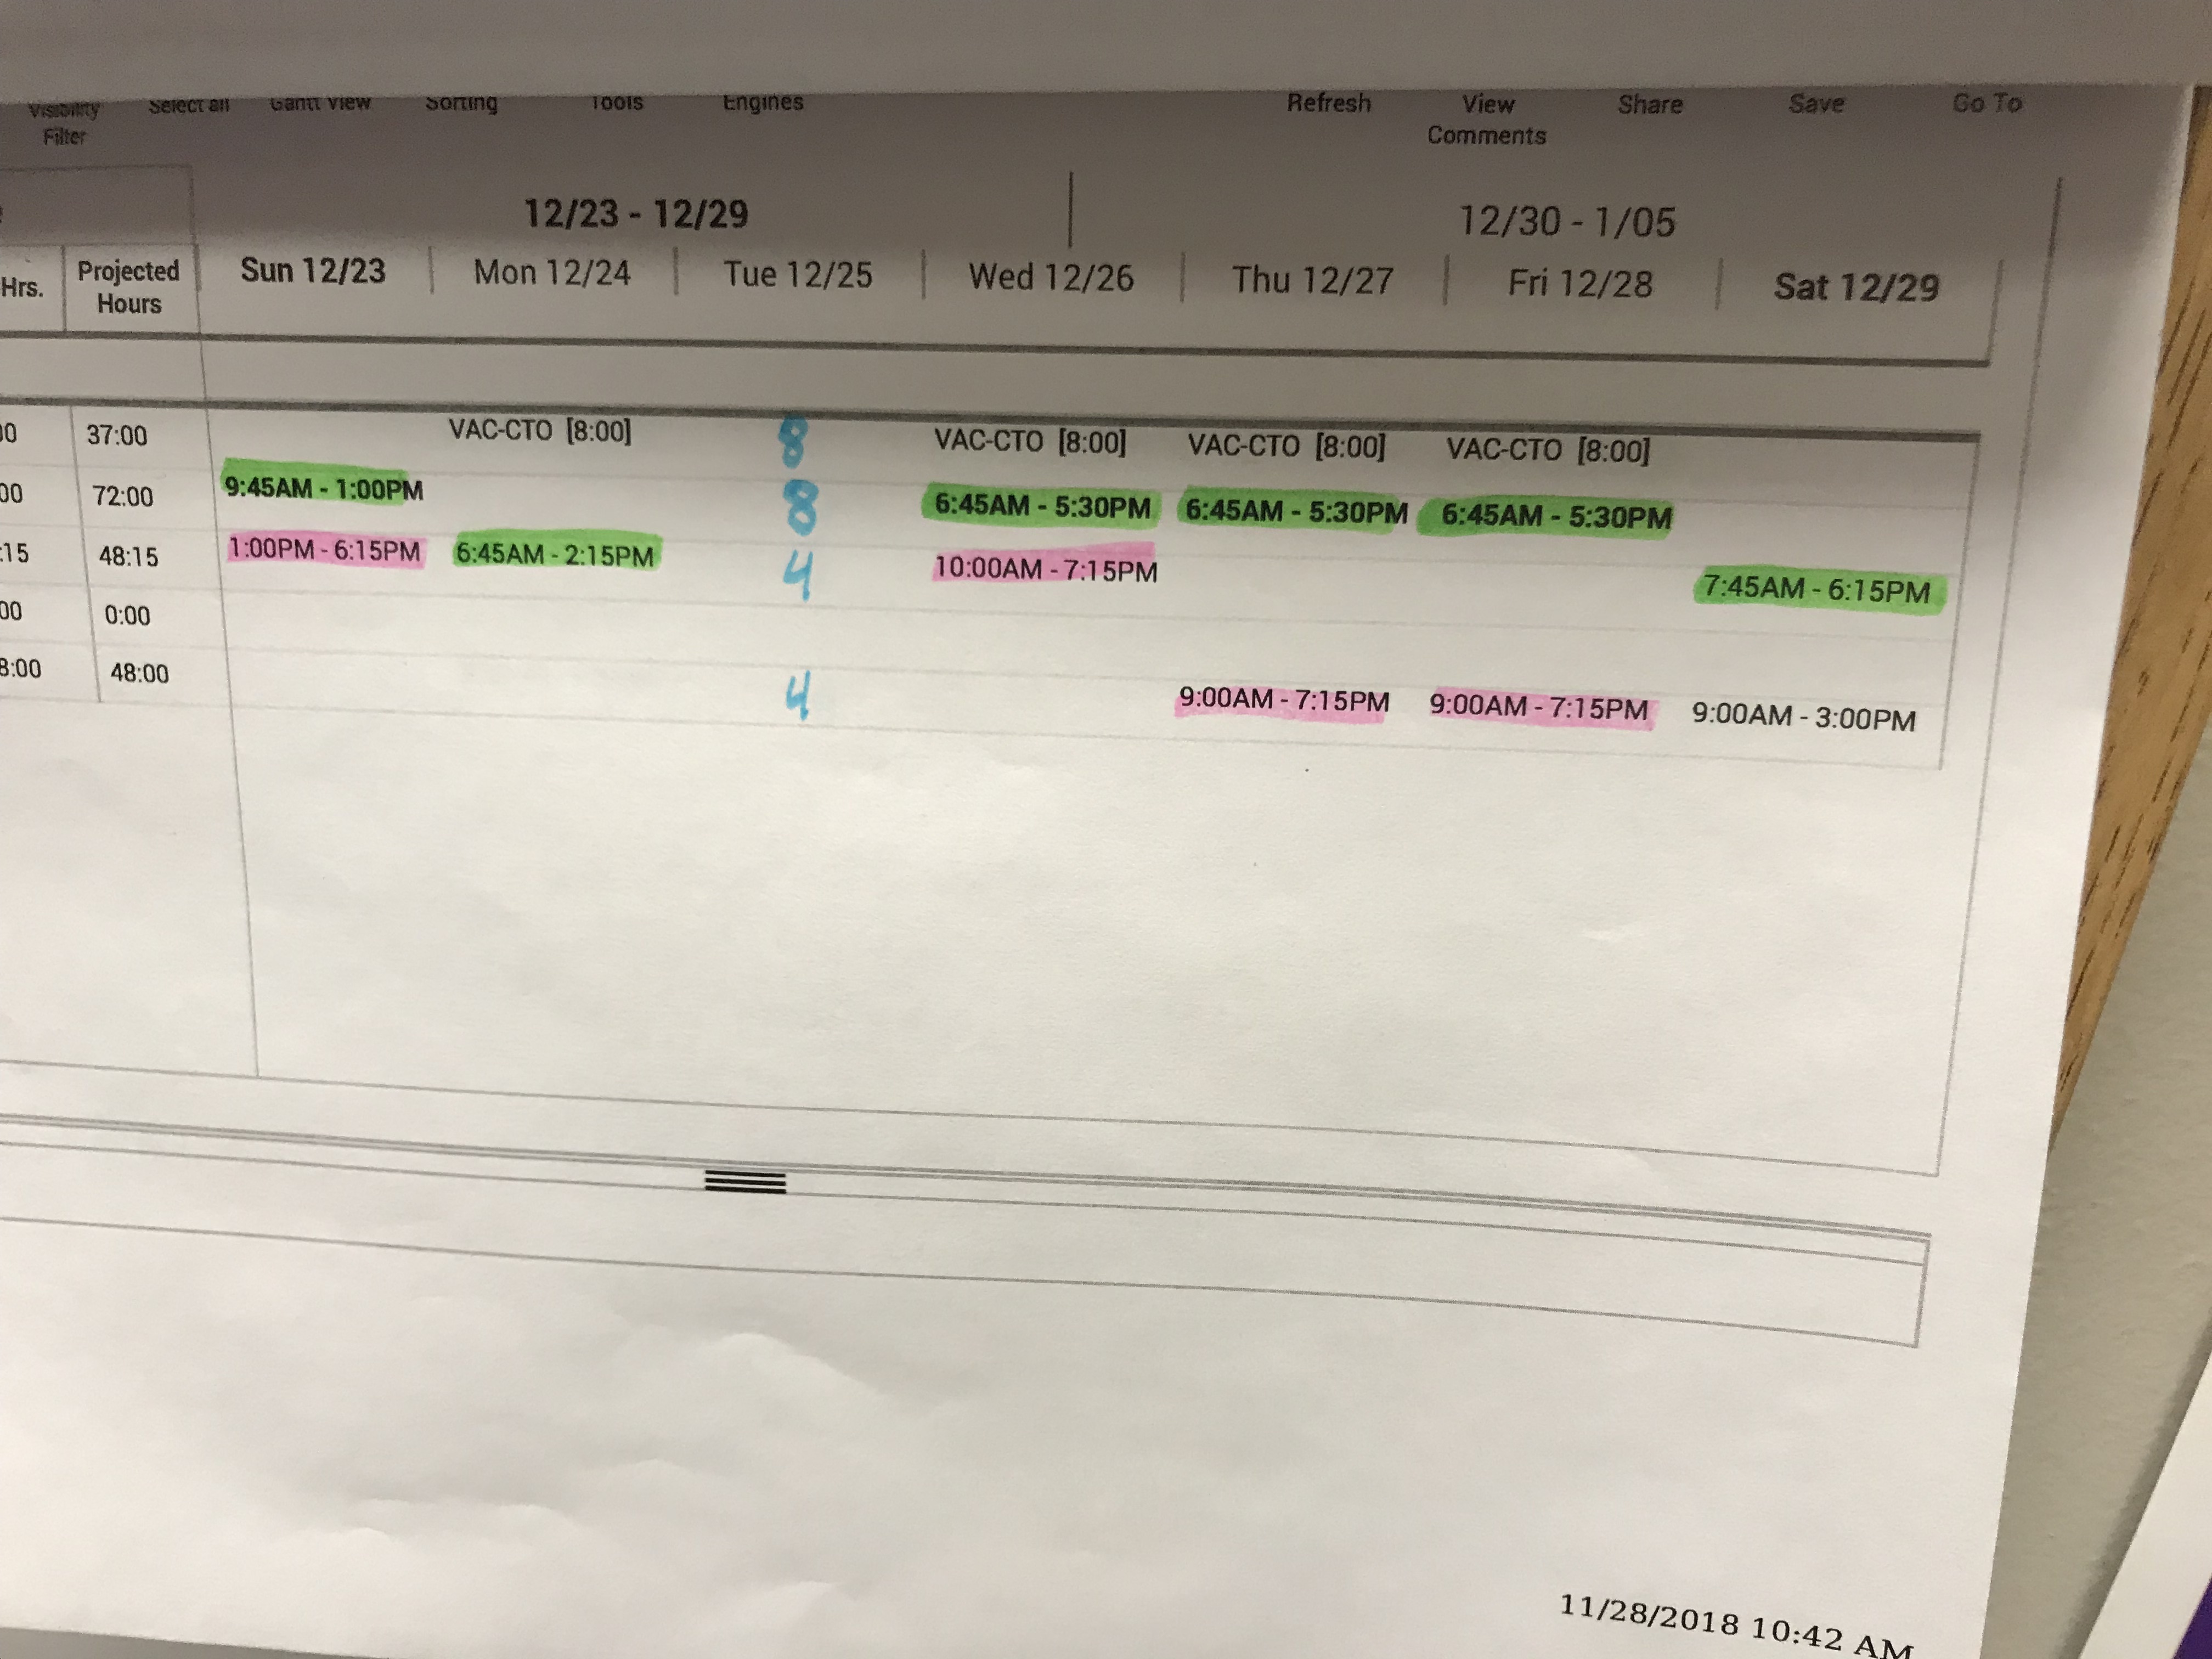 Visibility Select all Gantt View Sorting Tools Engines Refresh View Share Save Go To
Filter Comments
12/23 - 12/29 12/30 - 1/05
Hrs. Projected Hours Sun 12/23 Mon 12/24 Tue 12/25 Wed 12/26 Thu 12/27 Fri 12/28 Sat 12/29
00 37:00 VAC-CTO [8:00] 8 VAC-CTO [8:00] VAC-CTO [8:00] VAC-CTO [8:00]
00 72:00 9:45AM - 1:00PM 8 6:45AM - 5:30PM 6:45AM - 5:30PM 6:45AM - 5:30PM
:15 48:15 1:00PM - 6:15PM 6:45AM - 2:15PM 4 10:00AM - 7:15PM 7:45AM - 6:15PM
00 0:00
8:00 48:00 4 9:00AM - 7:15PM 9:00AM - 7:15PM 9:00AM - 3:00PM
11/28/2018 10:42 AM